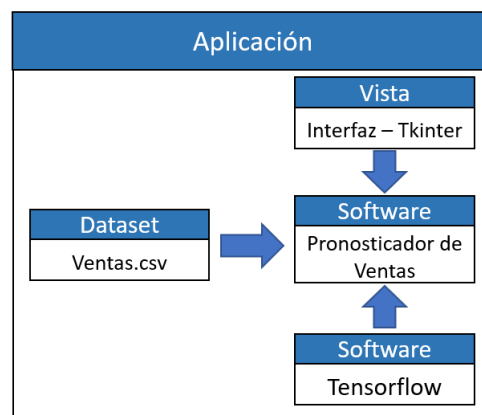 Aplicación
Vista
Interfaz – Tkinter
Dataset
Ventas.csv
Software
Pronosticador de
Ventas
Software
Tensorflow